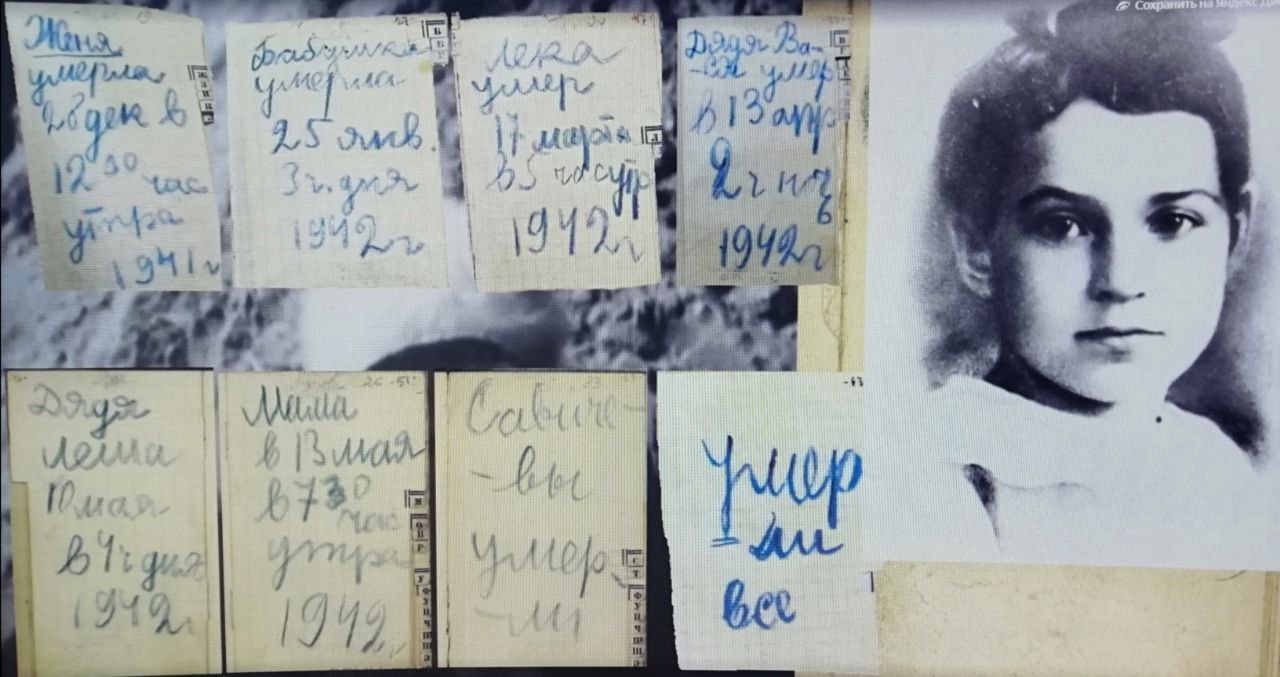 Сохранить на Яндекс Ди
Женя
умерла
28 дек в
12 30 час
утра
1941 г
Бабушка
умерла
25 янв.
3 ч. дня
1942 г
Лека
умер
17 марта
в 5 час утр
1942 г
Дядя Ва-
-ся умер
в 13 апр
2 ч
1942 г
Дядя
Леша
10 мая
в 4 ч дня
1942 г
Мама
в 13 мая
в 7 30
час
утра
1942 г
Савиче-
-вы
умер-
-ли
умер
-ли
все